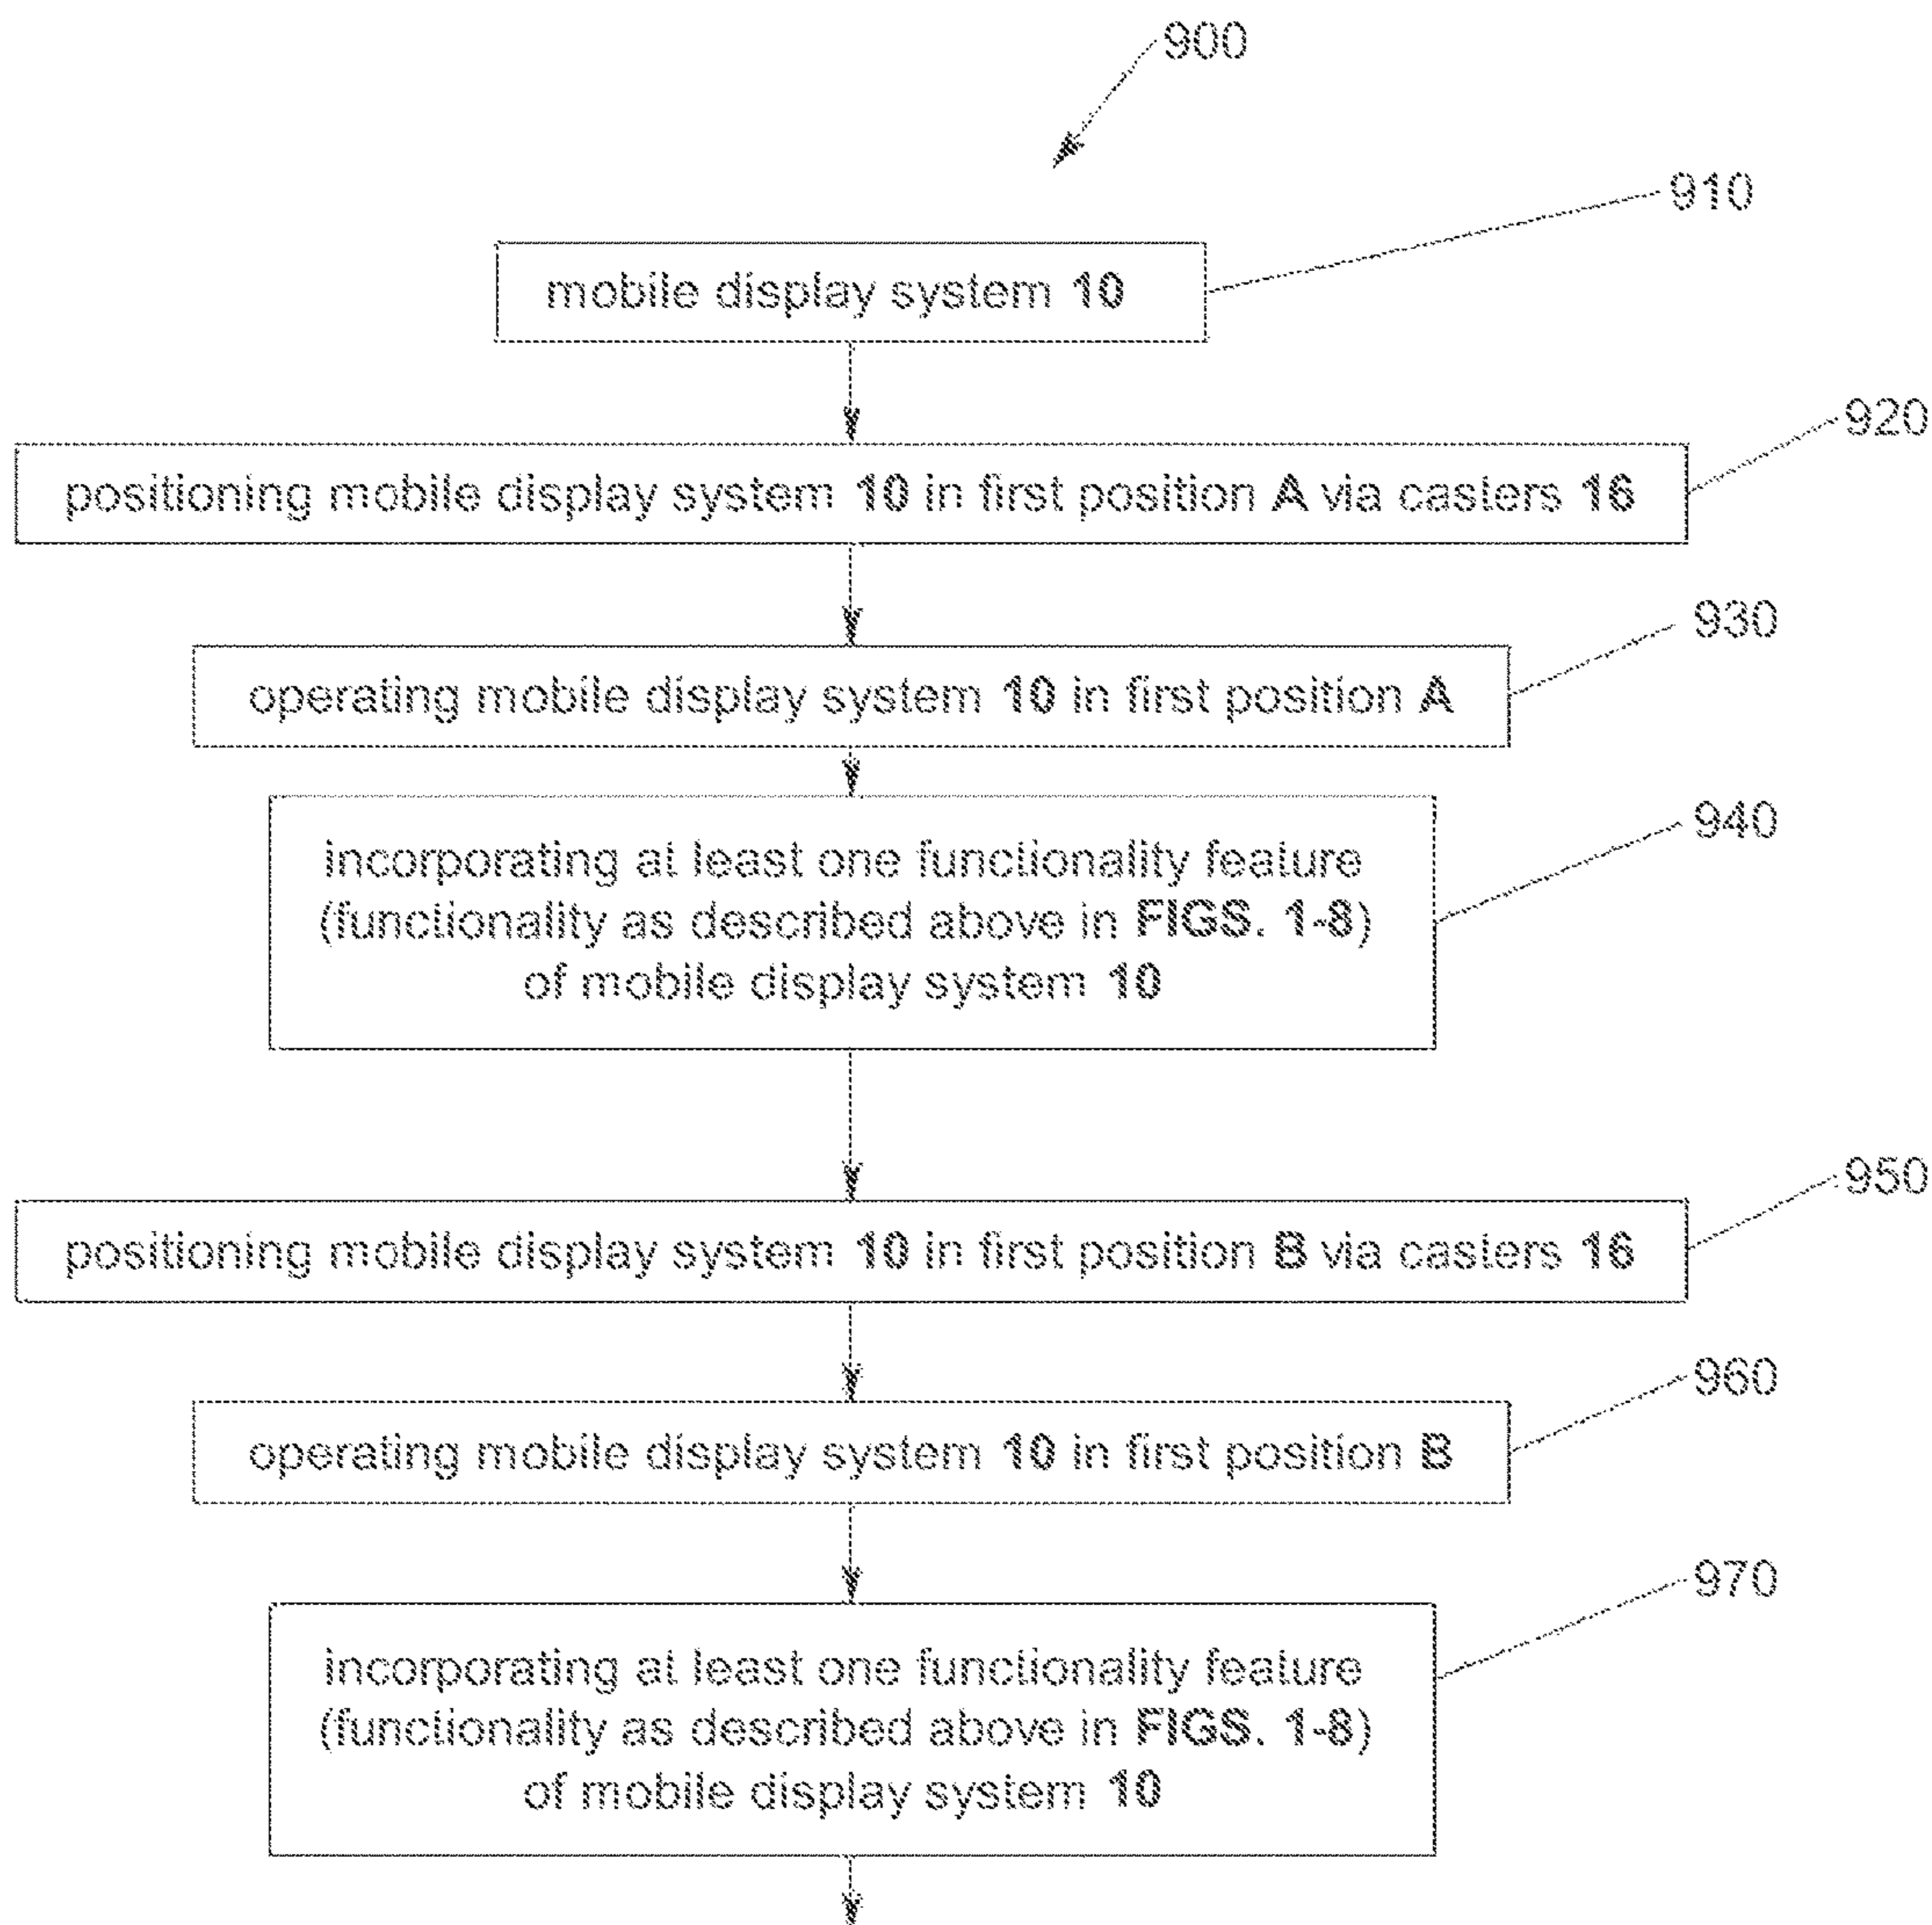 900
910
mobile display system 10
920
positioning mobile display system 10 in first position A via casters 16
930
operating mobile display system 10 in first position A
940
incorporating at least one functionality feature
(functionality as described above in FIGS. 1-8)
of mobile display system 10
950
positioning mobile display system 10 in first position B via casters 16
960
operating mobile display system 10 in first position B
970
incorporating at least one functionality feature
(functionality as described above in FIGS. 1-8)
of mobile display system 10